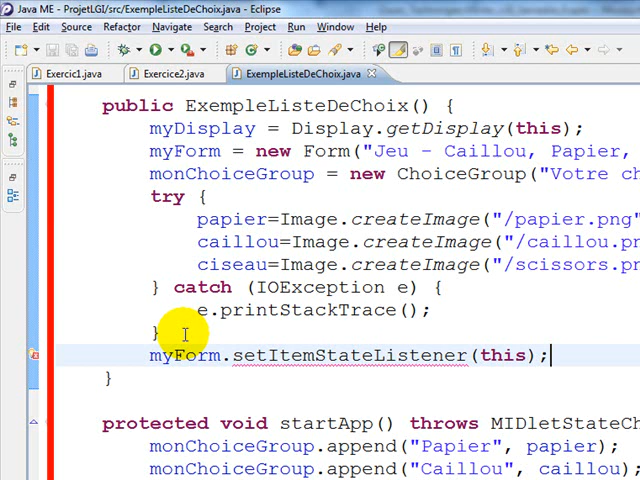 Java ME - ProjetLGI/src/ExempleListeDeChoix.java - Eclipse
File Edit Source Refactor Navigate Search Project Run Window Help
Exercic1.java Exercice2.java ExempleListeDeChoix.java
public ExempleListeDeChoix() {
myDisplay = Display.getDisplay(this);
myForm = new Form("Jeu - Caillou, Papier,
monChoiceGroup = new ChoiceGroup("Votre ch
try {
papier=Image.createImage("/papier.png"
caillou=Image.createImage("/caillou.pn
ciseau=Image.createImage("/scissors.pn
} catch (IOException e) {
e.printStackTrace();
}
myForm.setItemStateListener(this);
}
protected void startApp() throws MIDletStateCh
monChoiceGroup.append("Papier", papier);
monChoiceGroup.append("Caillou", caillou);